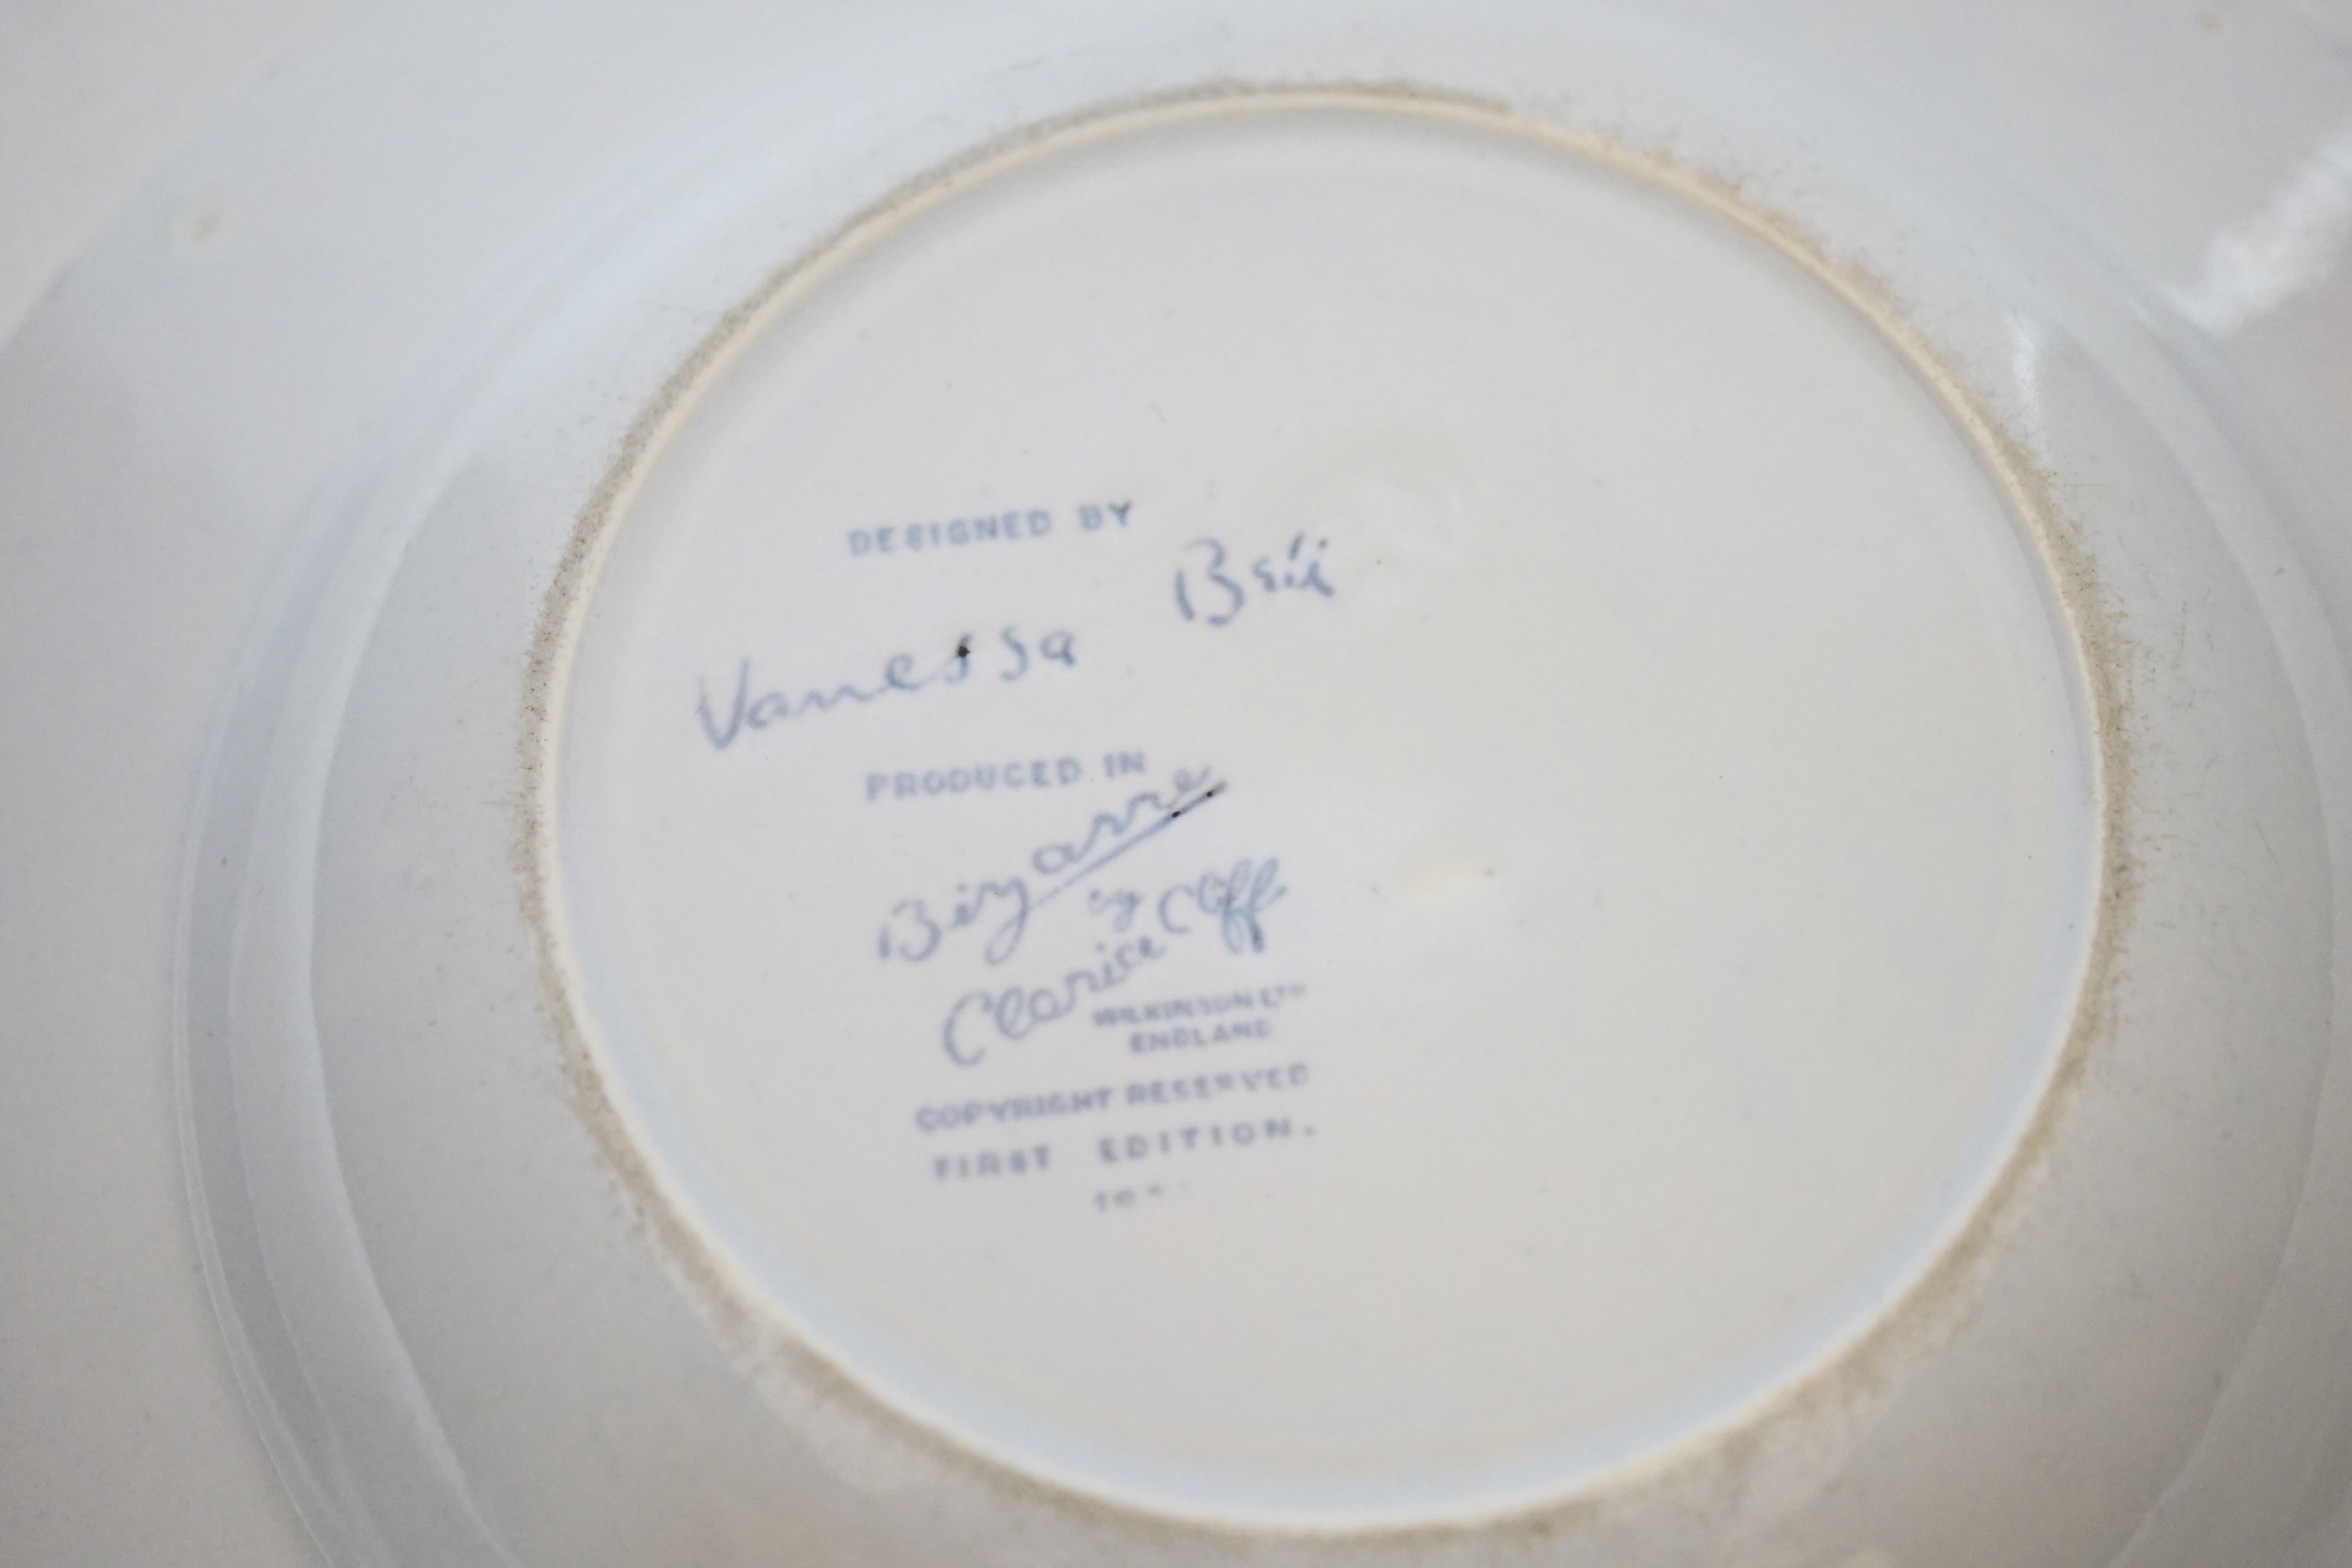 DESIGNED BY
Vanessa Bell
PRODUCED IN
Bizarre
by
Clarice Cliff
WILKINSON LTD
ENGLAND
COPYRIGHT RESERVED
FIRST EDITION.